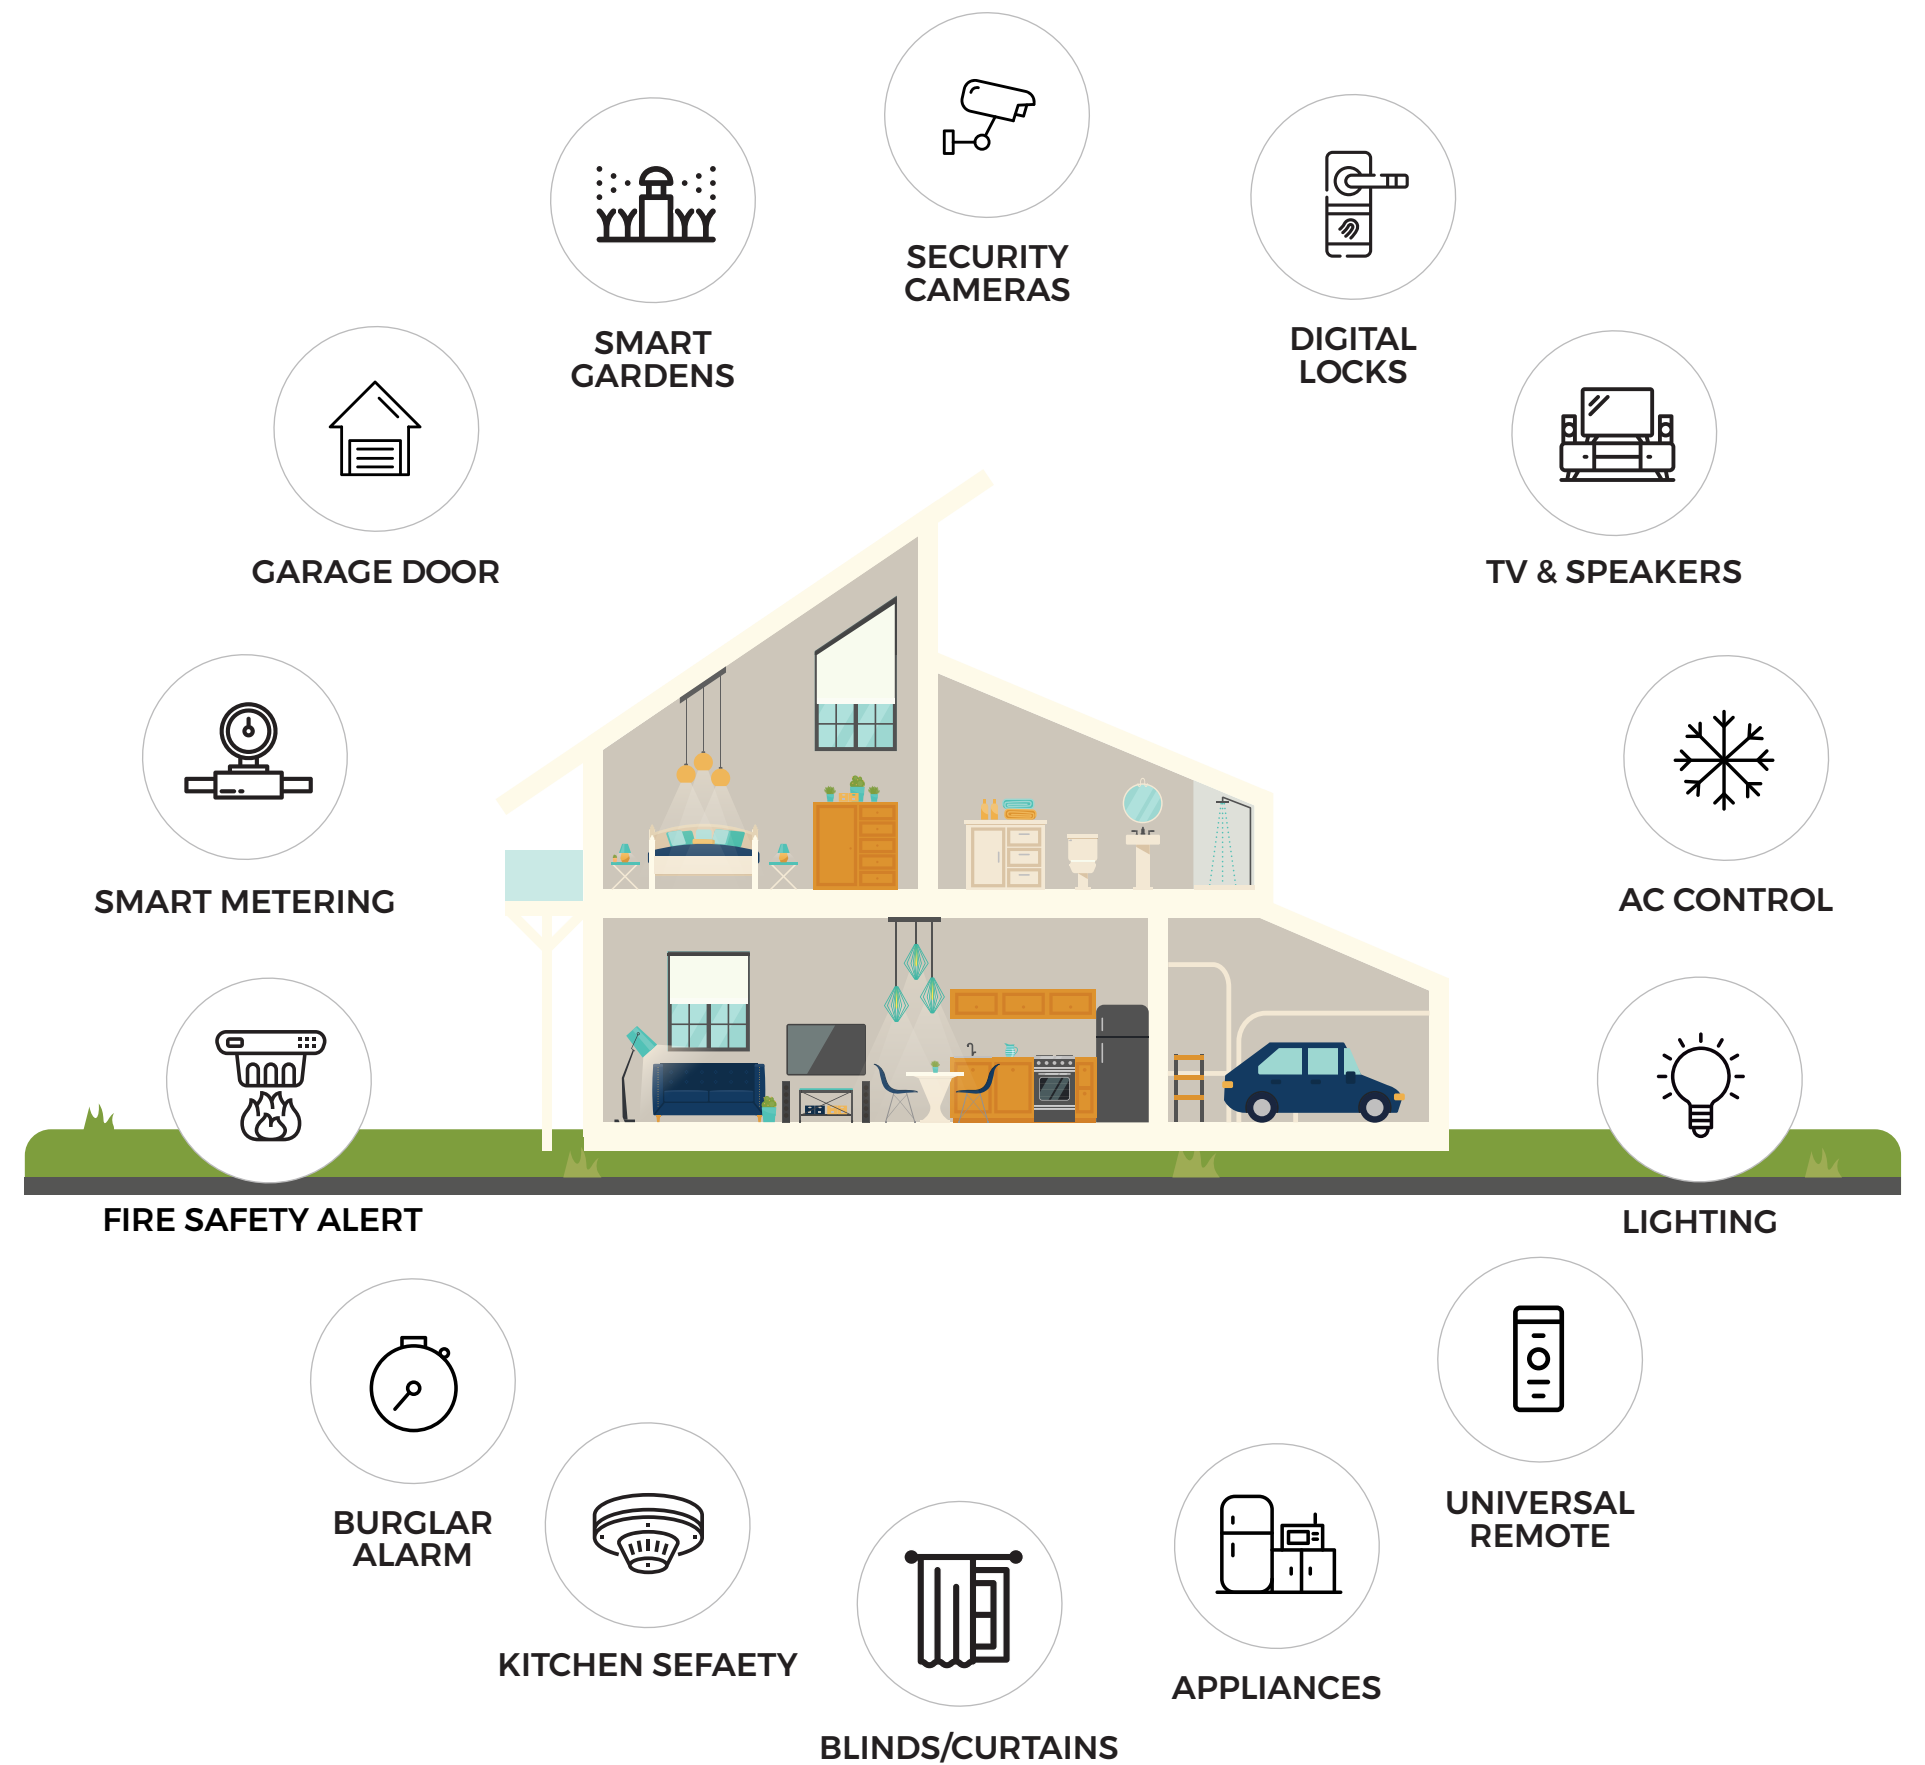 SECURITY
CAMERAS
SMART
GARDENS
DIGITAL
LOCKS
GARAGE DOOR
TV & SPEAKERS
SMART METERING
AC CONTROL
FIRE SAFETY ALERT
LIGHTING
BURGLAR
ALARM
UNIVERSAL
REMOTE
KITCHEN SEFAETY
APPLIANCES
BLINDS/CURTAINS